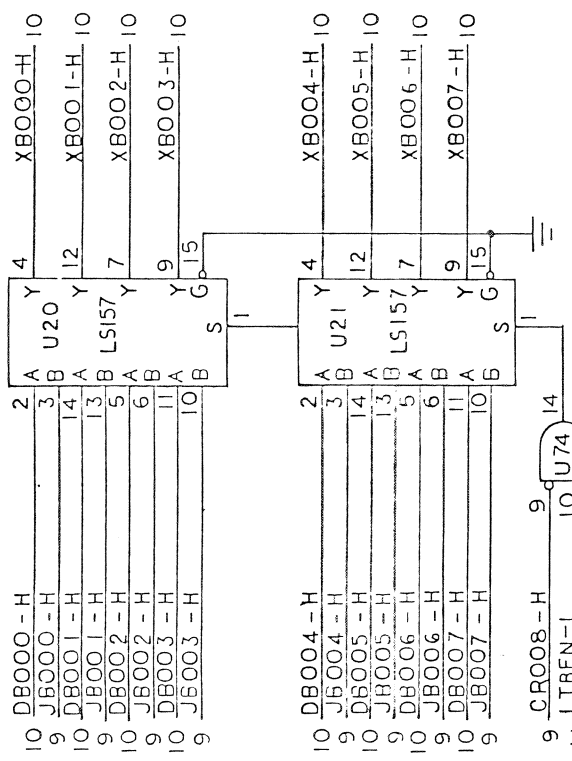 10 DB000-H 2 A Y 4 XB000-H 10
9 JB000-H 3 B U20
10 DB001-H 14 A Y 12 XB001-H 10
9 JB001-H 13 B LS157
10 DB002-H 5 A Y 7 XB002-H 10
9 JB002-H 6 B
10 DB003-H 11 A Y 9 XB003-H 10
9 JB003-H 10 B G 15
S 1
10 DB004-H 2 A Y 4 XB004-H 10
9 JB004-H 3 B U21
10 DB005-H 14 A Y 12 XB005-H 10
9 JB005-H 13 B LS157
10 DB006-H 5 A Y 7 XB006-H 10
9 JB006-H 6 B
10 DB007-H 11 A Y 9 XB007-H 10
9 JB007-H 10 B G 15
S 1
14
9 CR008-H 9
U74
10